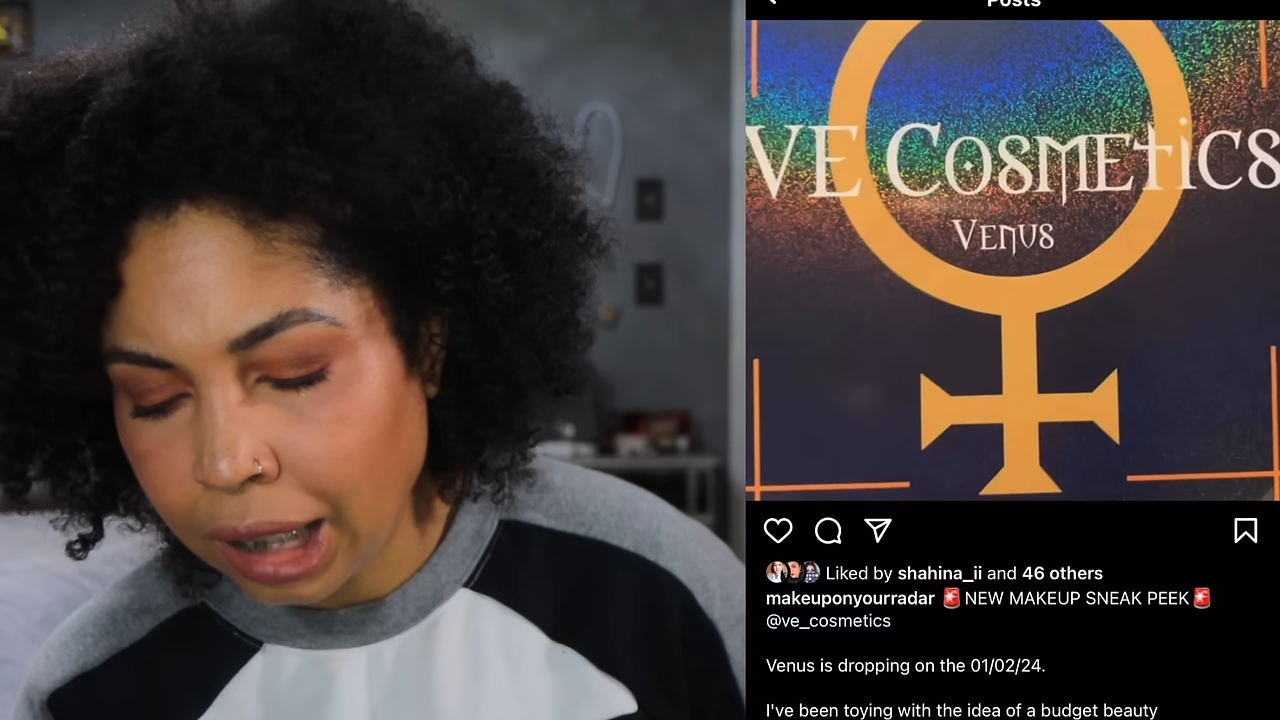 Posts
VE Cosmetics
Venus
Liked by shahina_ii and 46 others
makeuponyourradar 🚨 NEW MAKEUP SNEAK PEEK 🚨
@ve_cosmetics
Venus is dropping on the 01/02/24.
I've been toying with the idea of a budget beauty